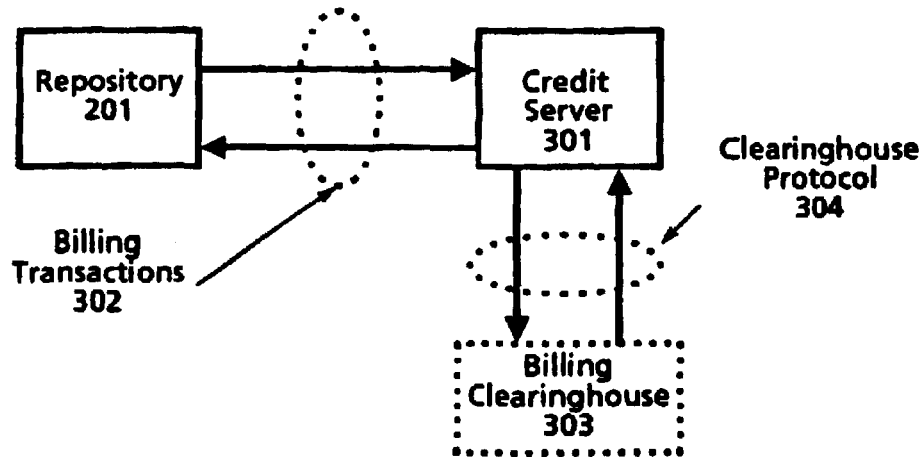 Repository
201
Credit
Server
301
Clearinghouse
Protocol
304
Billing
Transactions
302
Billing
Clearinghouse
303